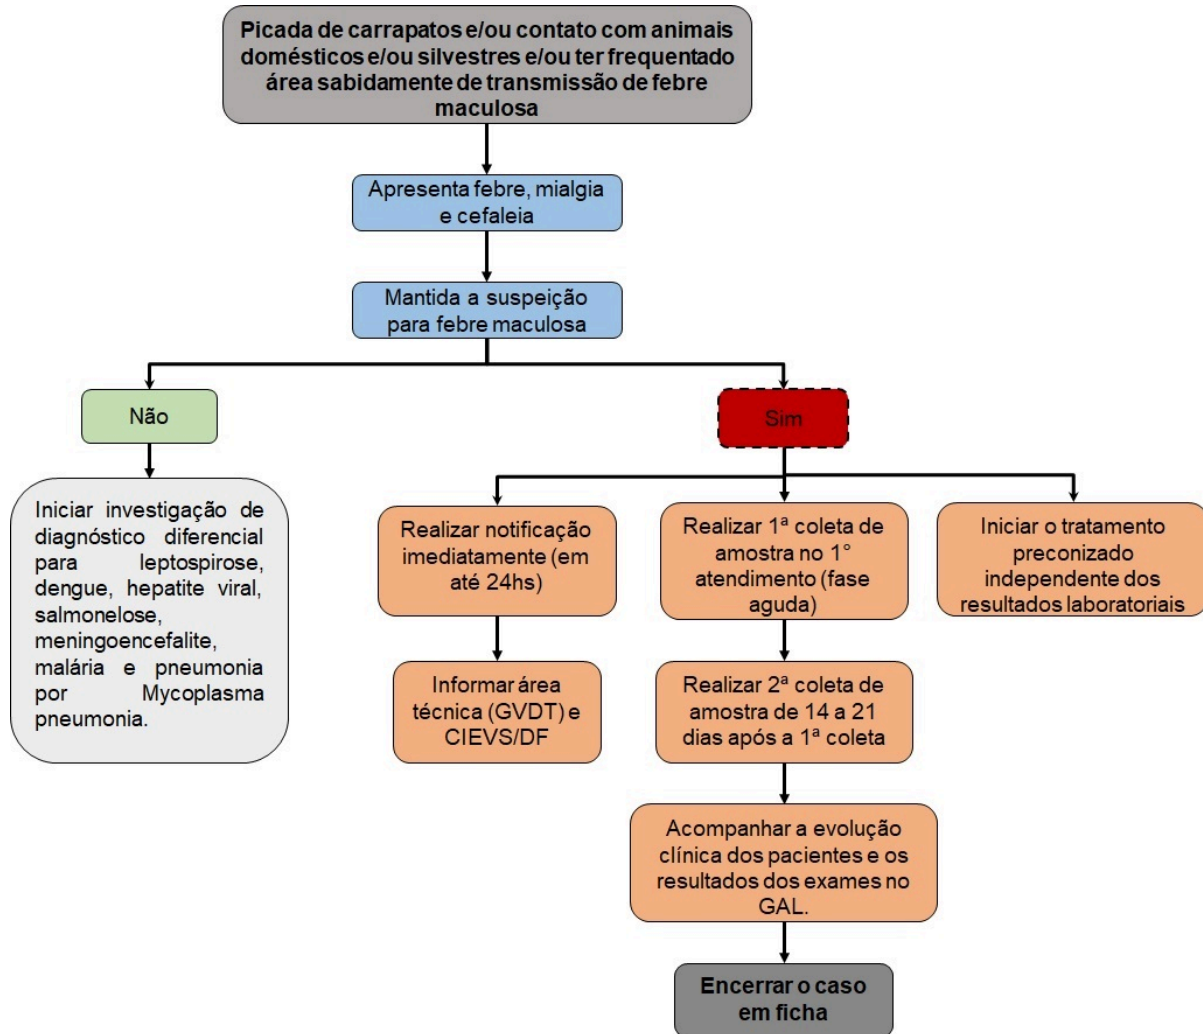 Picada de carrapatos e/ou contato com animais
domésticos e/ou silvestres e/ou ter frequentado
área sabidamente de transmissão de febre
maculosa
Apresenta febre, mialgia
e cefaleia
Mantida a suspeição
para febre maculosa
Não
Sim
Iniciar investigação de
diagnóstico diferencial
para leptospirose,
dengue, hepatite viral,
salmonelose,
meningoencefalite,
malária e pneumonia
por Mycoplasma
pneumonia.
Realizar notificação
imediatamente (em
até 24hs)
Informar área
técnica (GVDT) e
CIEVS/DF
Realizar 1ª coleta de
amostra no 1°
atendimento (fase
aguda)
Realizar 2ª coleta de
amostra de 14 a 21
dias após a 1ª coleta
Acompanhar a evolução
clínica dos pacientes e os
resultados dos exames no
GAL.
Encerrar o caso
em ficha
Iniciar o tratamento
preconizado
independente dos
resultados laboratoriais